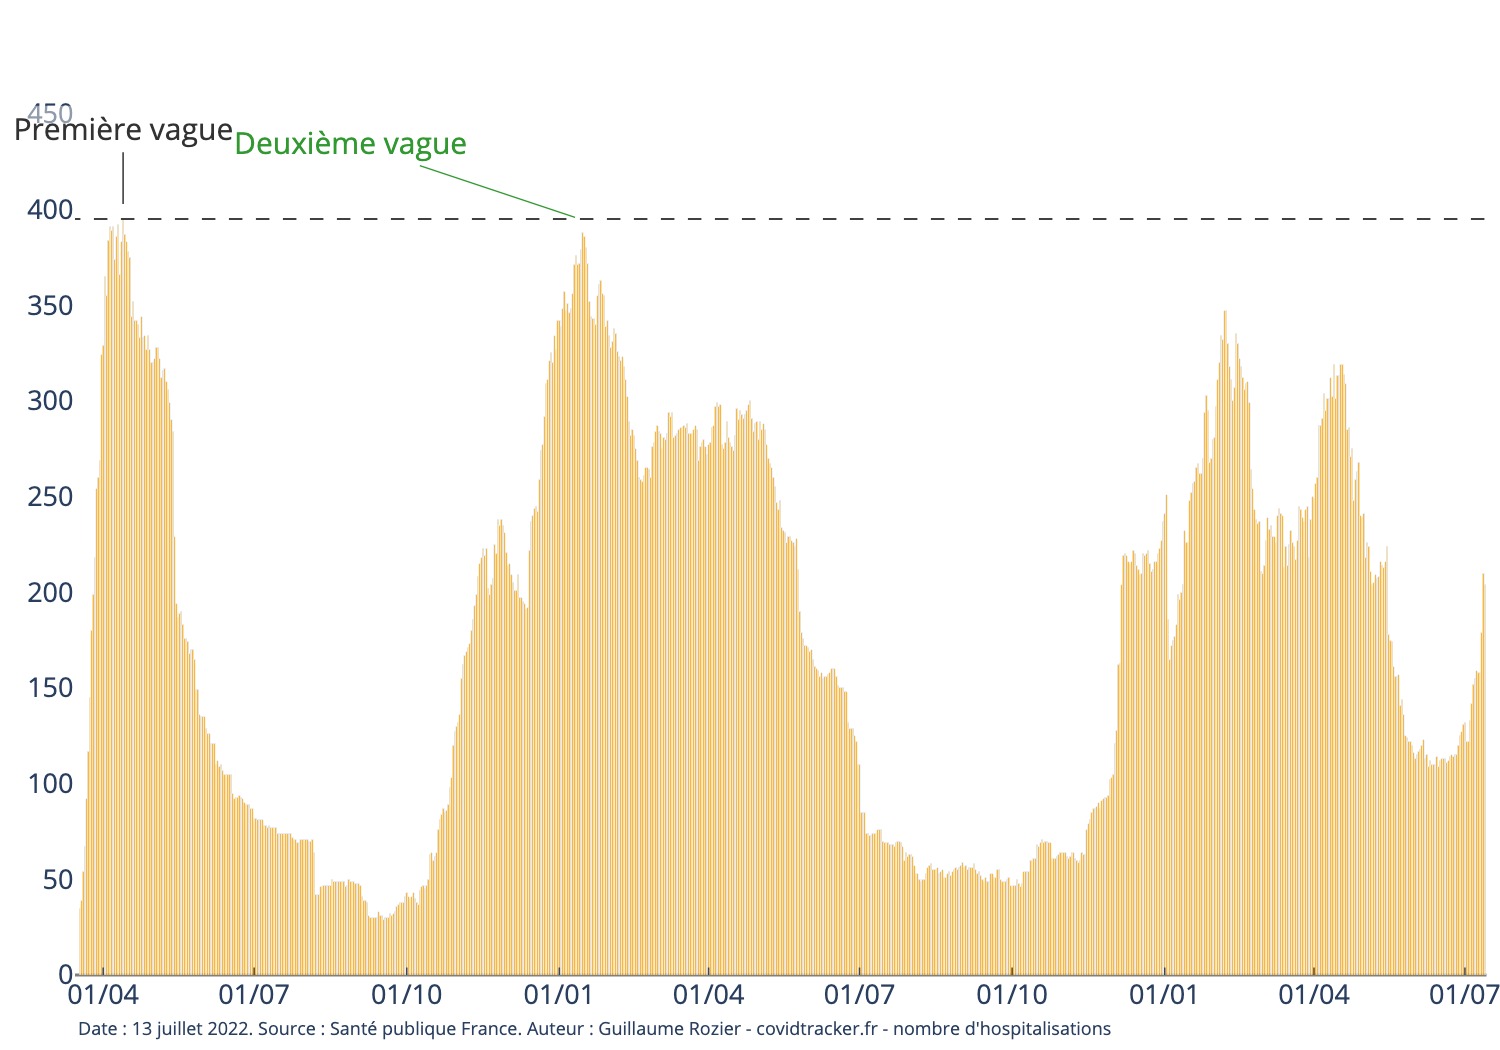 450
Première vague
Deuxième vague
400
350
300
250
200
150
100
50
0
01/04 01/07 01/10 01/01 01/04 01/07 01/10 01/01 01/04 01/07
Date : 13 juillet 2022. Source : Santé publique France. Auteur : Guillaume Rozier - covidtracker.fr - nombre d'hospitalisations